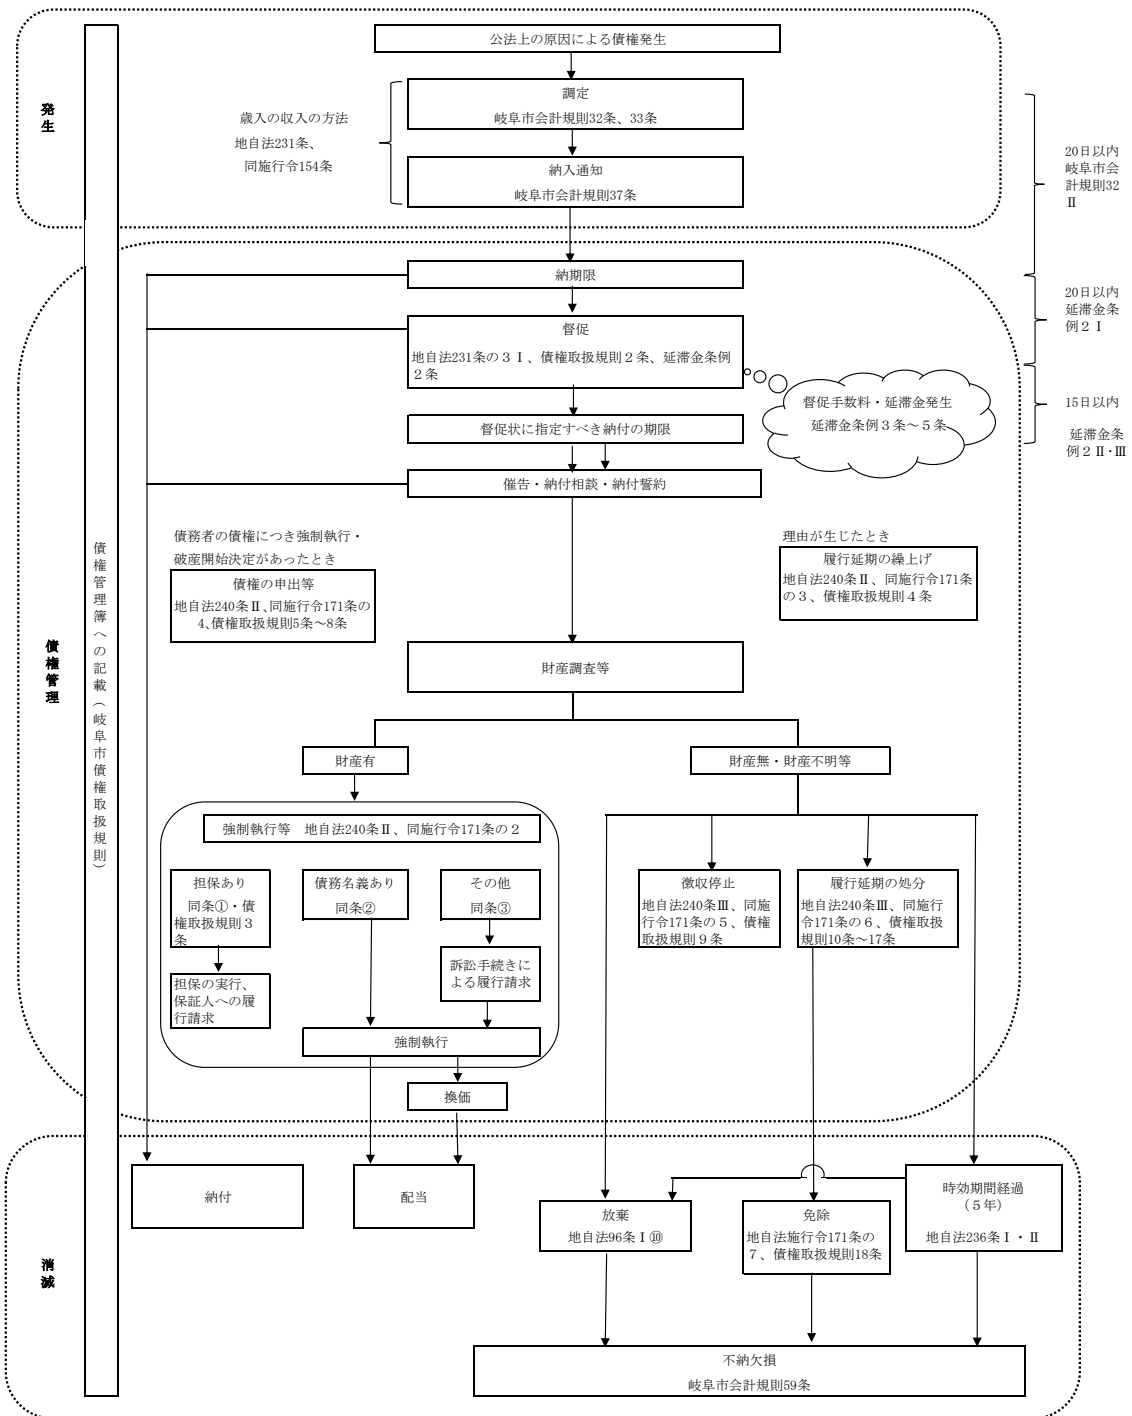 公法上の原因による債権発生
発
生
調定
岐阜市会計規則32条、33条
歳入の収入の方法
地自法231条、
同施行令154条
納入通知
岐阜市会計規則37条
20日以内
岐阜市会
計規則32
Ⅱ
納期限
20日以内
延滞金条
例２Ⅰ
督促
地自法231条の３Ⅰ、債権取扱規則２条、延滞金条例
２条
督促手数料・延滞金発生
延滞金条例３条～５条
15日以内
延滞金条
例２Ⅱ・Ⅲ
督促状に指定すべき納付の期限
催告・納付相談・納付誓約
債務者の債権につき強制執行・
破産開始決定があったとき
債権の申出等
地自法240条Ⅱ、同施行令171条の
4、債権取扱規則5条～8条
理由が生じたとき
履行延期の繰上げ
地自法240条Ⅱ、同施行令171条
の３、債権取扱規則４条
債
権
管
理
債権管理簿への記載（岐阜市債権取扱規則）
財産調査等
財産有
財産無・財産不明等
強制執行等　地自法240条Ⅱ、同施行令171条の２
担保あり
同条①・債
権取扱規則３
条
債務名義あり
同条②
その他
同条③
徴収停止
地自法240条Ⅲ、同施
行令171条の５、債権
取扱規則９条
履行延期の処分
地自法240条Ⅲ、同施行
令171条の６、債権取扱
規則10条～17条
担保の実行、
保証人への履
行請求
訴訟手続きに
よる履行請求
強制執行
換価
納付
配当
放棄
地自法96条Ⅰ⑩
免除
地自法施行令171条の
７、債権取扱規則18条
時効期間経過
（５年）
地自法236条Ⅰ・Ⅱ
消
滅
不納欠損
岐阜市会計規則59条